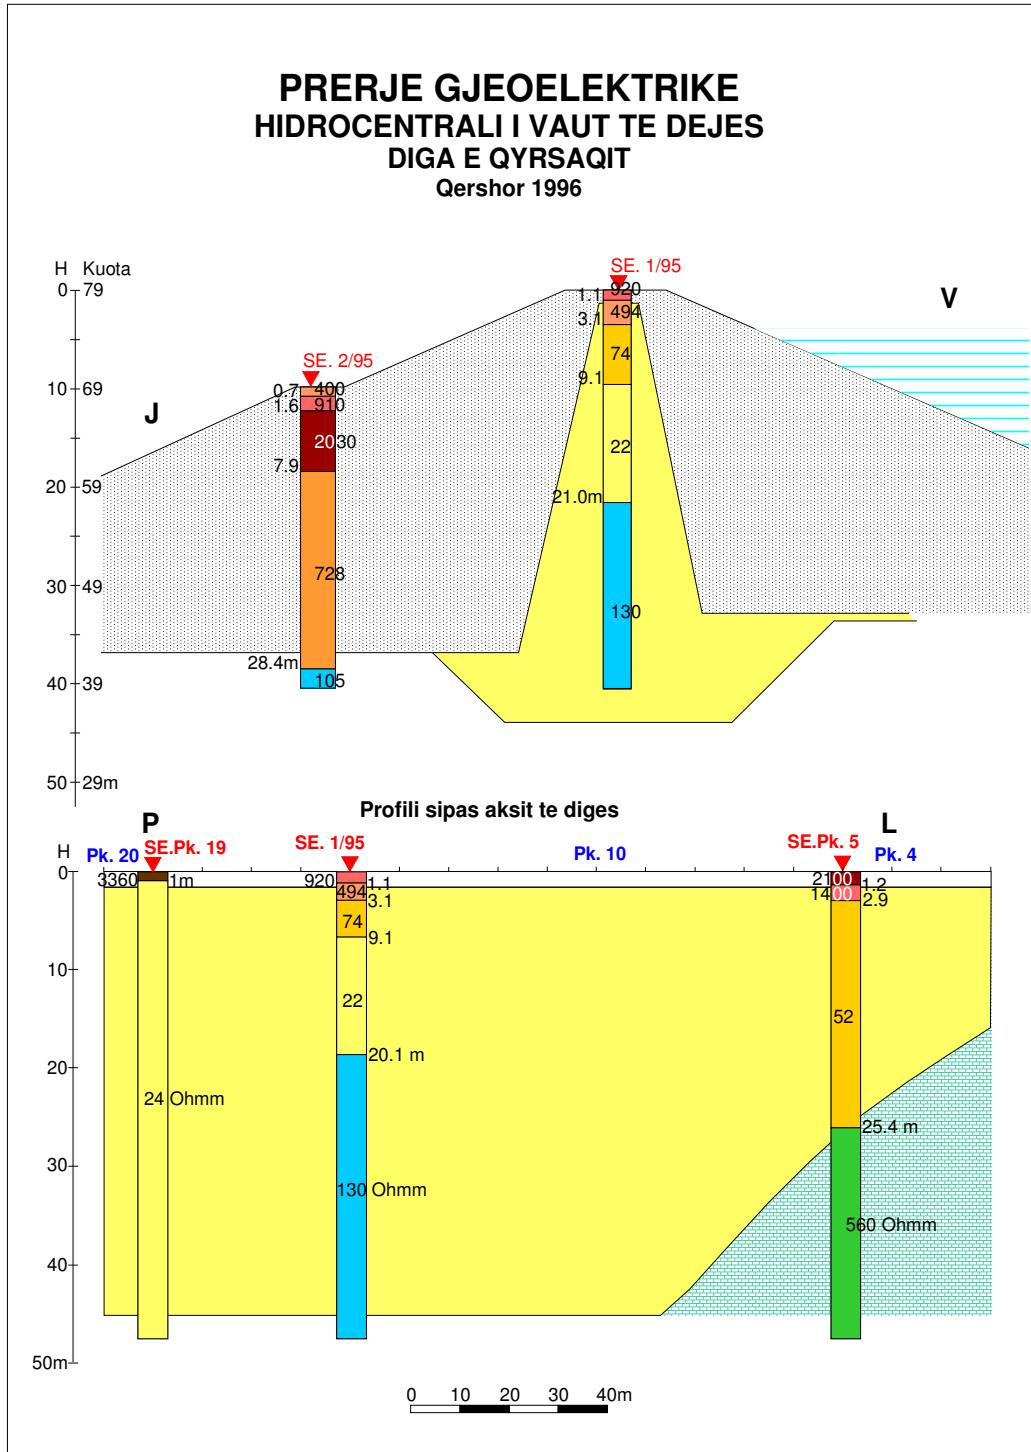 PRERJE GJEOELEKTRIKE
HIDROCENTRALI I VAUT TE DEJES
DIGA E QYRSAQIT
Qershor 1996
H Kuota
SE. 1/95
0 79
920
1.1
V
494
3.1
74
SE. 2/95
9.1
10 69
0.7 400
1.6 910
J
2030
22
7.9
20 59
21.0m
728
30 49
130
28.4m
40 39
105
50 29m
Profili sipas aksit te diges
P
L
SE.Pk. 19
SE. 1/95
SE.Pk. 5
H
Pk. 20
Pk. 10
Pk. 4
0
3360 1m
920 1.1
2100 1.2
494 3.1
1400 2.9
74
9.1
10
22
52
20.1 m
20
24 Ohmm
25.4 m
30
130 Ohmm
560 Ohmm
40
50m
0 10 20 30 40m